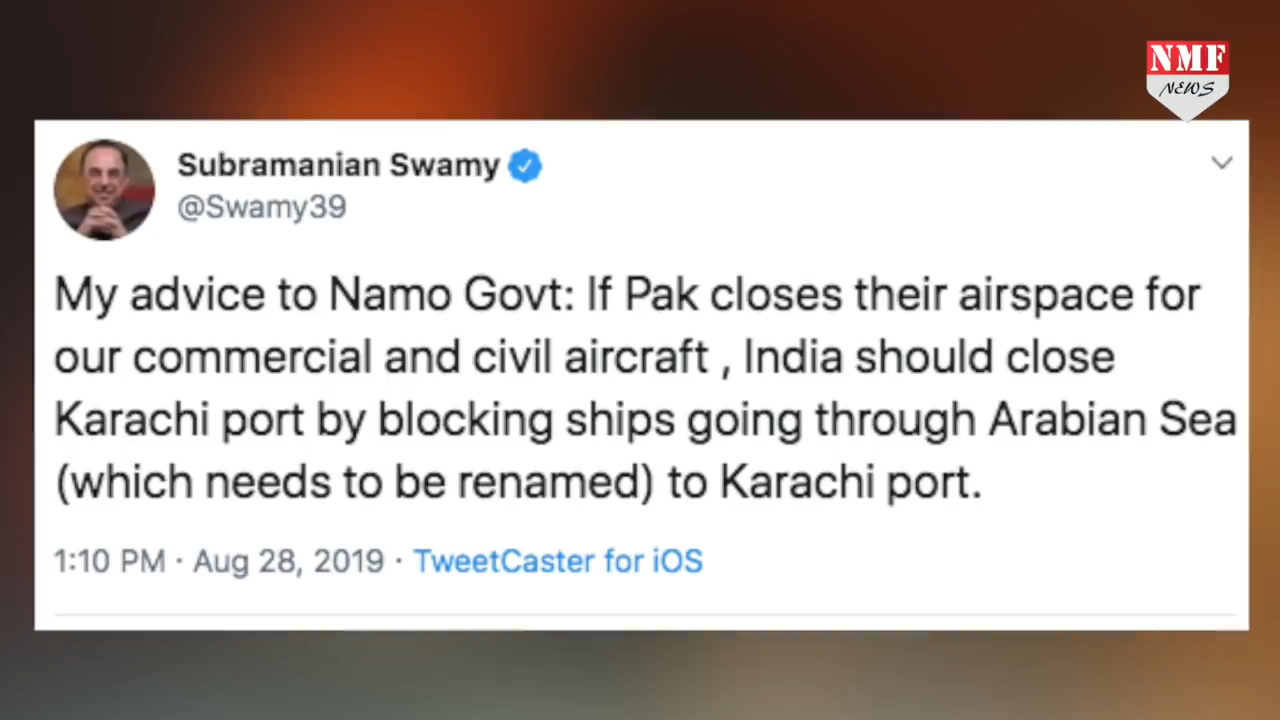 NMF
NEWS
Subramanian Swamy
@Swamy39
My advice to Namo Govt: If Pak closes their airspace for
our commercial and civil aircraft , India should close
Karachi port by blocking ships going through Arabian Sea
(which needs to be renamed) to Karachi port.
1:10 PM · Aug 28, 2019 · TweetCaster for iOS